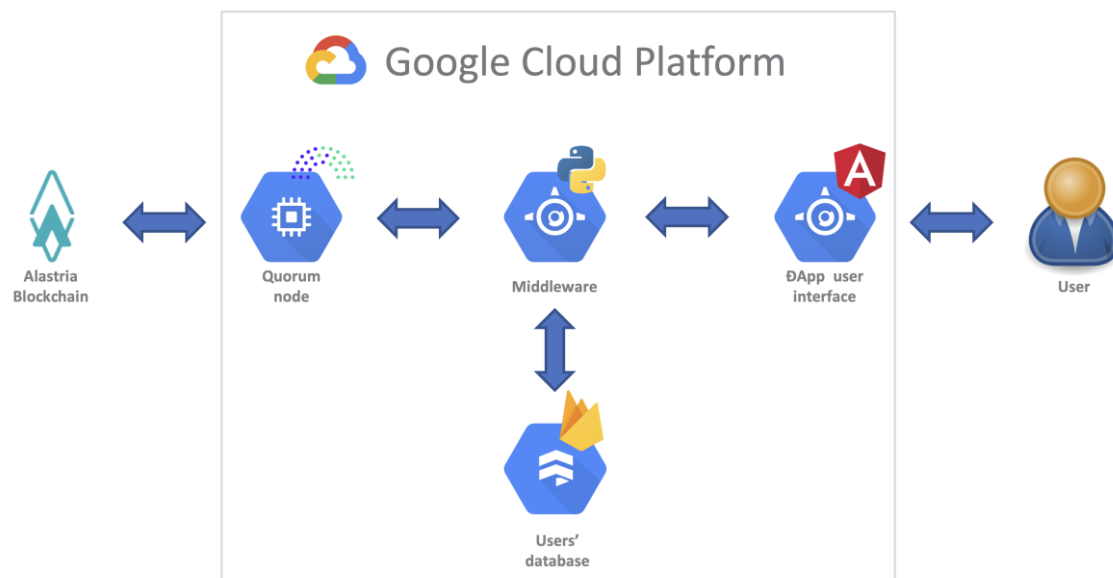 Google Cloud Platform
Alastria
Blockchain
Quorum
node
Middleware
ĐApp user
interface
User
Users’
database